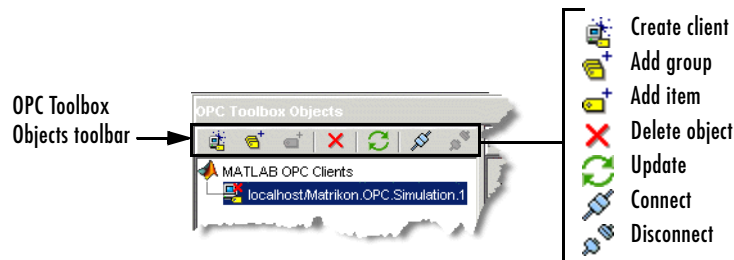 OPC Toolbox
Objects toolbar
OPC Toolbox Objects
MATLAB OPC Clients
localhost/Matrikon.OPC.Simulation.1
Create client
Add group
Add item
Delete object
Update
Connect
Disconnect